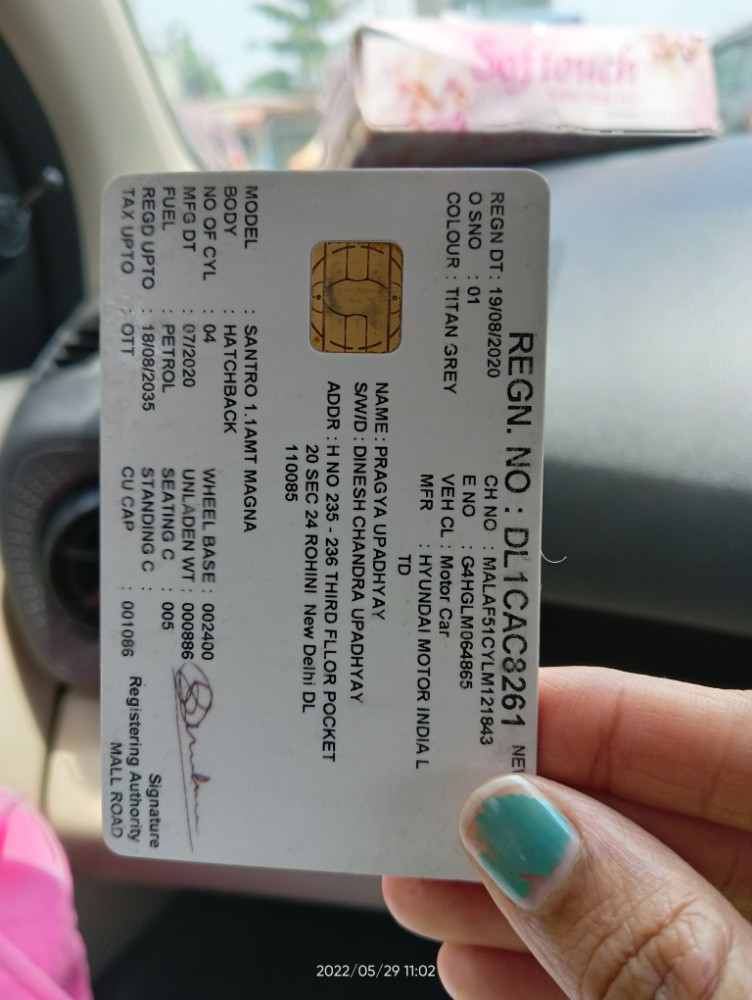 Softouch
REGN. NO : DL1CAC8261
REGN DT : 19/08/2020 CH NO : MALAF51CYLM121843
O SNO : 01 E NO : G4HGLM064865
COLOUR : TITAN GREY VEH CL : Motor Car
MFR : HYUNDAI MOTOR INDIA L
TD
NAME : PRAGYA UPADHYAY
S/W/D : DINESH CHANDRA UPADHYAY
ADDR : H NO 235 - 236 THIRD FLLOR POCKET
20 SEC 24 ROHINI New Delhi DL
110085
MODEL : SANTRO 1.1AMT MAGNA
BODY : HATCHBACK
NO OF CYL : 04 WHEEL BASE : 002400
MFG DT : 07/2020 UNLADEN WT : 000886
FUEL : PETROL SEATING C : 005
REGD UPTO : 18/08/2035 STANDING C :
TAX UPTO : OTT CU CAP : 001086
Signature
Registering Authority
MALL ROAD
2022/05/29 11:02